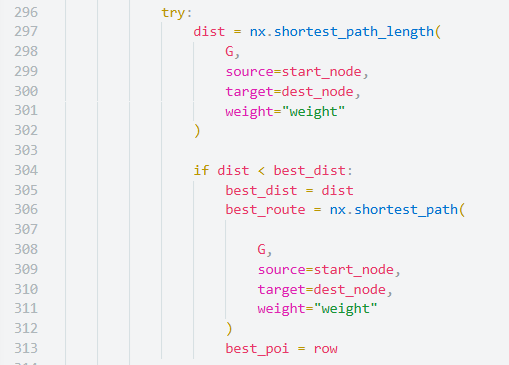 296 try:
297 dist = nx.shortest_path_length(
298 G,
299 source=start_node,
300 target=dest_node,
301 weight="weight"
302 )
303
304 if dist < best_dist:
305 best_dist = dist
306 best_route = nx.shortest_path(
307
308 G,
309 source=start_node,
310 target=dest_node,
311 weight="weight"
312 )
313 best_poi = row